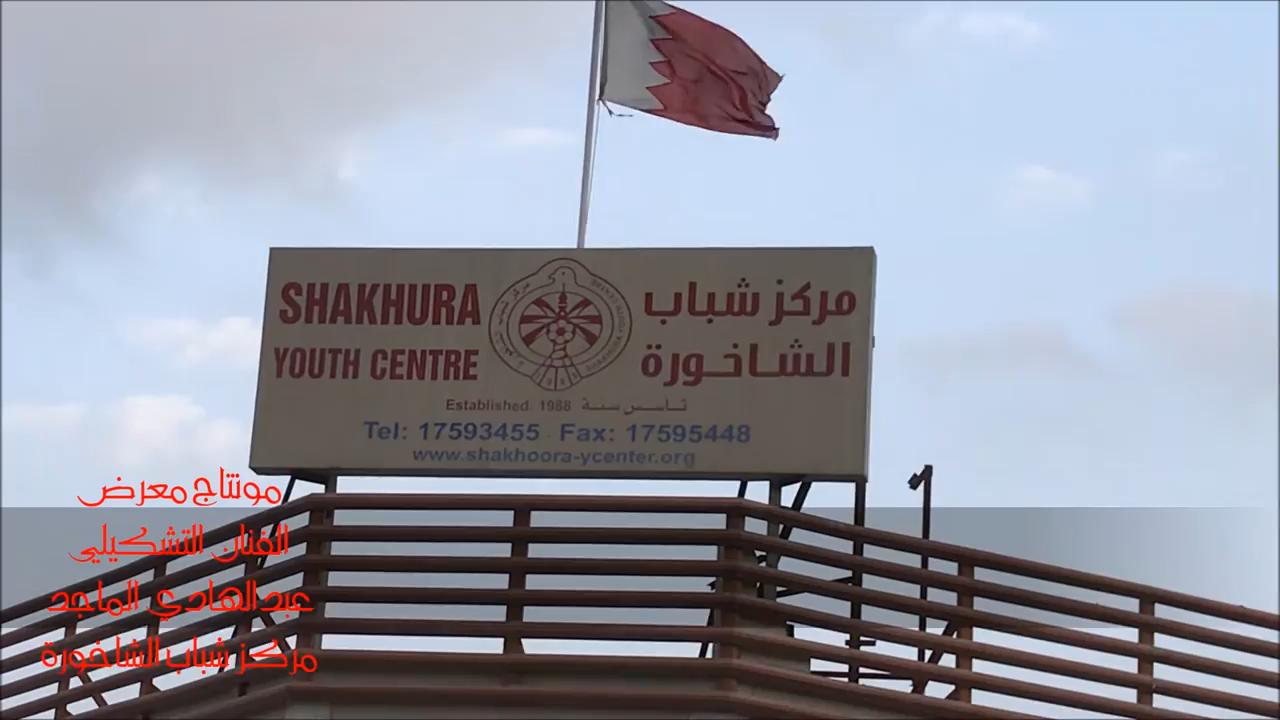 SHAKHURA
YOUTH CENTRE
مركز شباب
الشاخورة
Established. 1988 تأسس سنة
Tel: 17593455 - Fax: 17595448
www.shakhoora-ycenter.org
مونتاج معرض
الفنان التشكيلي
عبدالهادي الماجد
مركز شباب الشاخورة